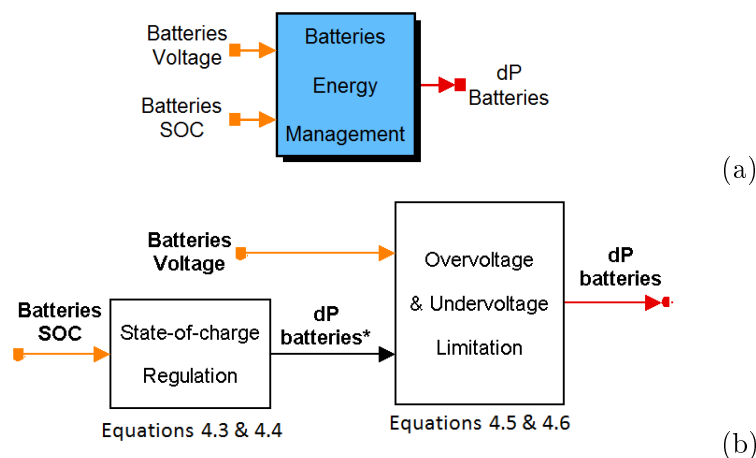 Batteries
Voltage
Batteries
SOC
Batteries
Energy
Management
dP
Batteries
(a)
Batteries
Voltage
Batteries
SOC
State-of-charge
Regulation
dP
batteries*
Overvoltage
& Undervoltage
Limitation
dP
batteries
Equations 4.3 & 4.4
Equations 4.5 & 4.6
(b)